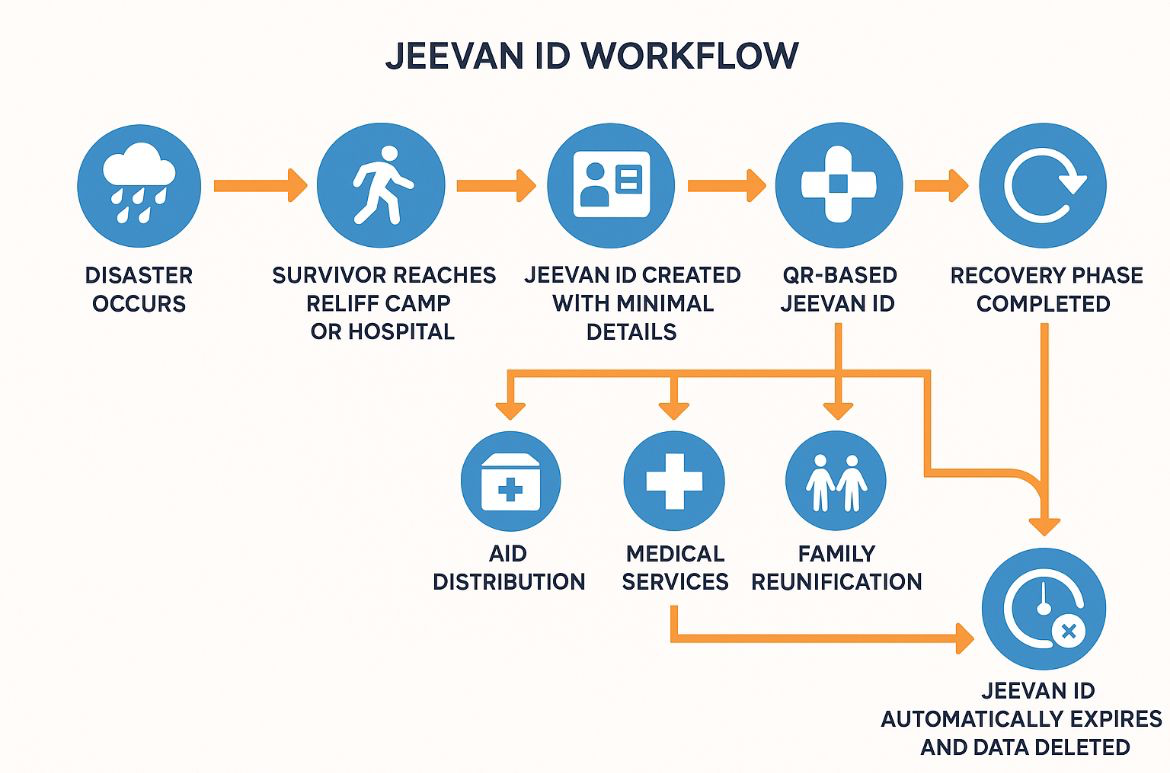 JEEVAN ID WORKFLOW
DISASTER
OCCURS
SURVIVOR REACHES
RELIFF CAMP
OR HOSPITAL
JEEVAN ID CREATED
WITH MINIMAL
DETAILS
QR-BASED
JEEVAN ID
RECOVERY PHASE
COMPLETED
AID
DISTRIBUTION
MEDICAL
SERVICES
FAMILY
REUNIFICATION
JEEVAN ID
AUTOMATICALLY EXPIRES
AND DATA DELETED